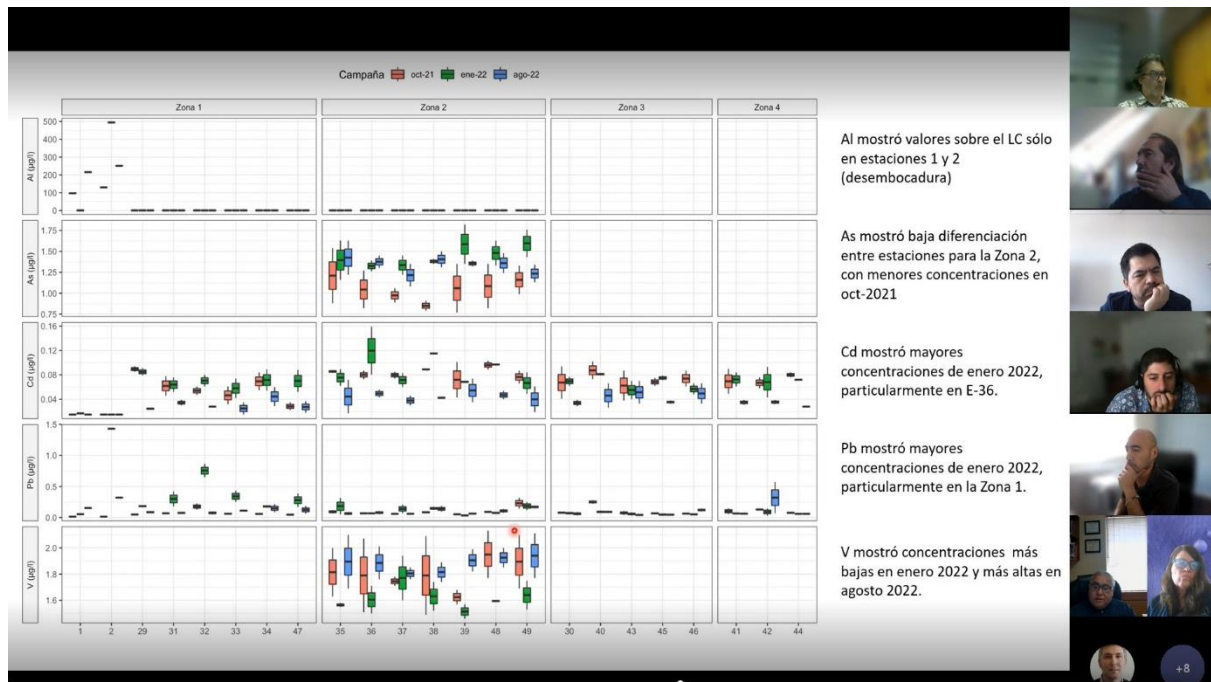 Campaña oct-21 ene-22 ago-22
Zona 1 Zona 2 Zona 3 Zona 4
Al (µg/l)
500
400
300
200
100
0
As (µg/l)
1.75
1.50
1.25
1.00
0.75
Cd (µg/l)
0.16
0.12
0.08
0.04
Pb (µg/l)
1.5
1.0
0.5
0.0
V (µg/l)
2.0
1.8
1.6
1 2 29 31 32 33 34 47 35 36 37 38 39 48 49 30 40 43 45 46 41 42 44
Al mostró valores sobre el LC sólo
en estaciones 1 y 2
(desembocadura)
As mostró baja diferenciación
entre estaciones para la Zona 2,
con menores concentraciones en
oct-2021
Cd mostró mayores
concentraciones de enero 2022,
particularmente en E-36.
Pb mostró mayores
concentraciones de enero 2022,
particularmente en la Zona 1.
V mostró concentraciones más
bajas en enero 2022 y más altas en
agosto 2022.
+8